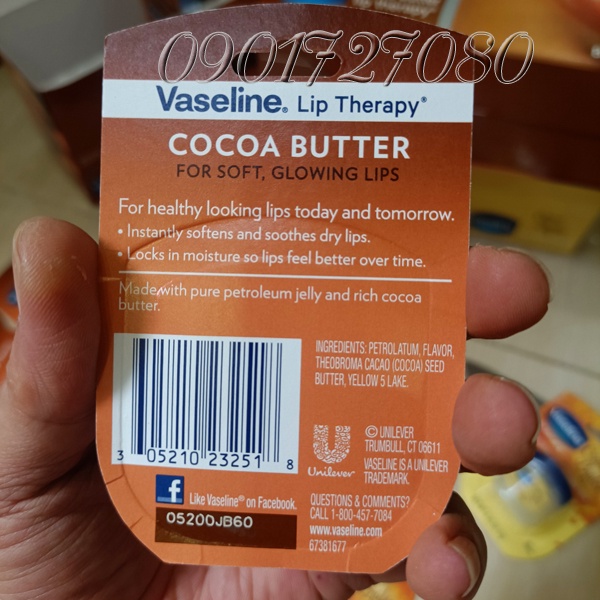 0901727080
Vaseline® Lip Therapy®
COCOA BUTTER
FOR SOFT, GLOWING LIPS
For healthy looking lips today and tomorrow.
• Instantly softens and soothes dry lips.
• Locks in moisture so lips feel better over time.
Made with pure petroleum jelly and rich cocoa
butter.
INGREDIENTS: PETROLATUM, FLAVOR,
THEOBROMA CACAO (COCOA) SEED
BUTTER, YELLOW 5 LAKE.
3 05210 23251 8
Unilever
© UNILEVER
TRUMBULL, CT 06611
VASELINE IS A UNILEVER
TRADEMARK.
f Like Vaseline® on Facebook.
05200JB60
QUESTIONS & COMMENTS?
CALL 1-800-457-7084
www.vaseline.com
67381677